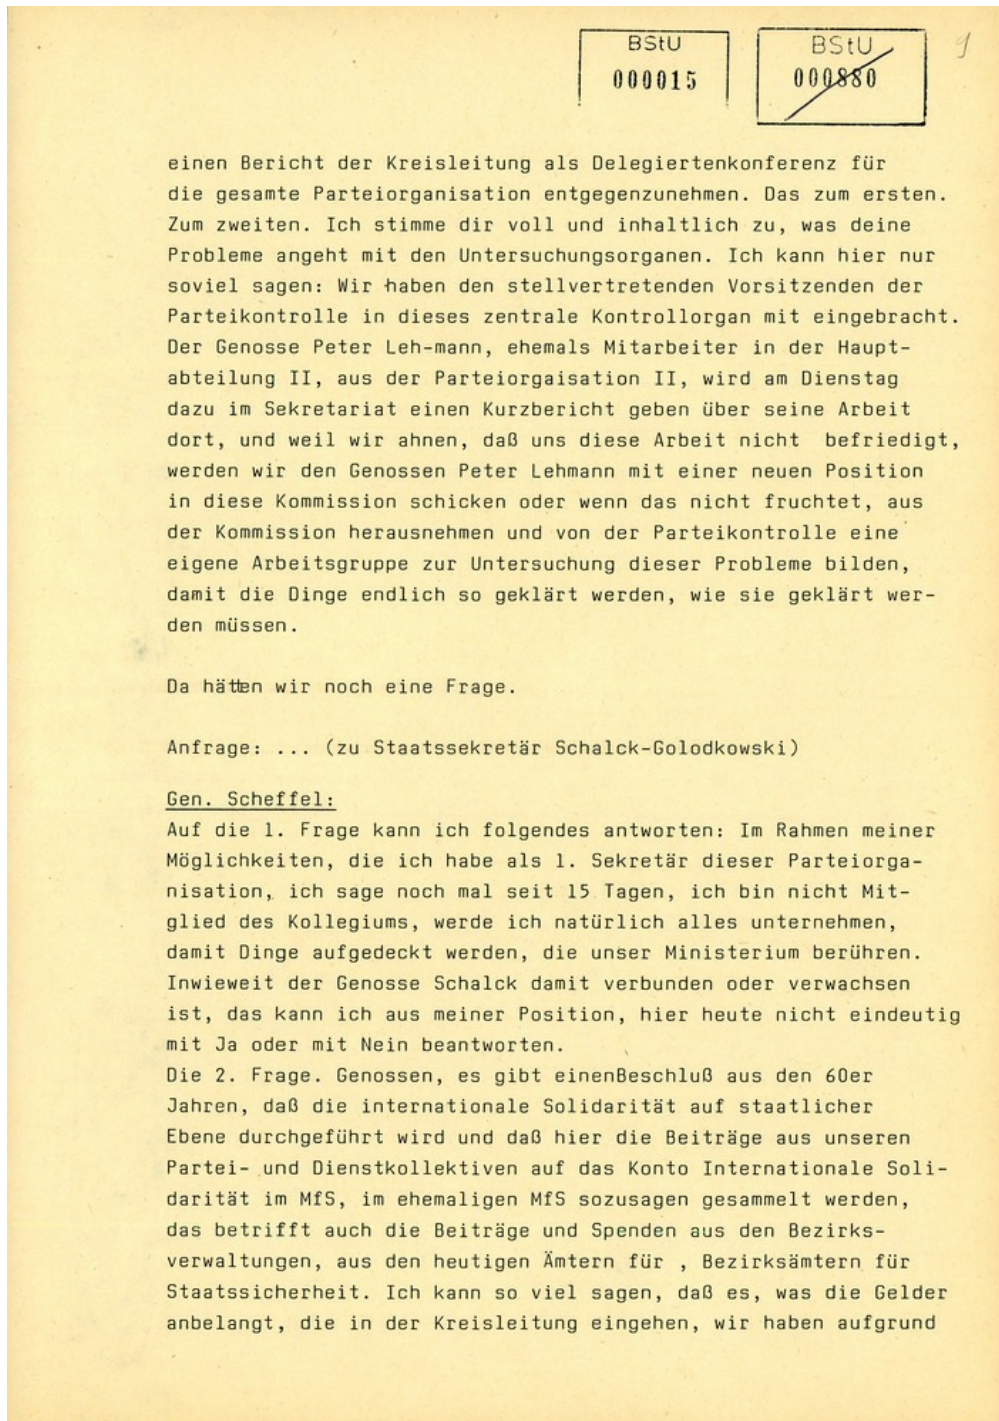 BStU
000015
BStU
000880
9
einen Bericht der Kreisleitung als Delegiertenkonferenz für
die gesamte Parteiorganisation entgegenzunehmen. Das zum ersten.
Zum zweiten. Ich stimme dir voll und inhaltlich zu, was deine
Probleme angeht mit den Untersuchungsorganen. Ich kann hier nur
soviel sagen: Wir haben den stellvertretenden Vorsitzenden der
Parteikontrolle in dieses zentrale Kontrollorgan mit eingebracht.
Der Genosse Peter Leh-mann, ehemals Mitarbeiter in der Haupt-
abteilung II, aus der Parteiorgaisation II, wird am Dienstag
dazu im Sekretariat einen Kurzbericht geben über seine Arbeit
dort, und weil wir ahnen, daß uns diese Arbeit nicht befriedigt,
werden wir den Genossen Peter Lehmann mit einer neuen Position
in diese Kommission schicken oder wenn das nicht fruchtet, aus
der Kommission herausnehmen und von der Parteikontrolle eine
eigene Arbeitsgruppe zur Untersuchung dieser Probleme bilden,
damit die Dinge endlich so geklärt werden, wie sie geklärt wer-
den müssen.
Da hätten wir noch eine Frage.
Anfrage: ... (zu Staatssekretär Schalck-Golodkowski)
Gen. Scheffel:
Auf die 1. Frage kann ich folgendes antworten: Im Rahmen meiner
Möglichkeiten, die ich habe als 1. Sekretär dieser Parteiorga-
nisation, ich sage noch mal seit 15 Tagen, ich bin nicht Mit-
glied des Kollegiums, werde ich natürlich alles unternehmen,
damit Dinge aufgedeckt werden, die unser Ministerium berühren.
Inwieweit der Genosse Schalck damit verbunden oder verwachsen
ist, das kann ich aus meiner Position, hier heute nicht eindeutig
mit Ja oder mit Nein beantworten.
Die 2. Frage. Genossen, es gibt einenBeschluß aus den 60er
Jahren, daß die internationale Solidarität auf staatlicher
Ebene durchgeführt wird und daß hier die Beiträge aus unseren
Partei- und Dienstkollektiven auf das Konto Internationale Soli-
darität im MfS, im ehemaligen MfS sozusagen gesammelt werden,
das betrifft auch die Beiträge und Spenden aus den Bezirks-
verwaltungen, aus den heutigen Ämtern für , Bezirksämtern für
Staatssicherheit. Ich kann so viel sagen, daß es, was die Gelder
anbelangt, die in der Kreisleitung eingehen, wir haben aufgrund